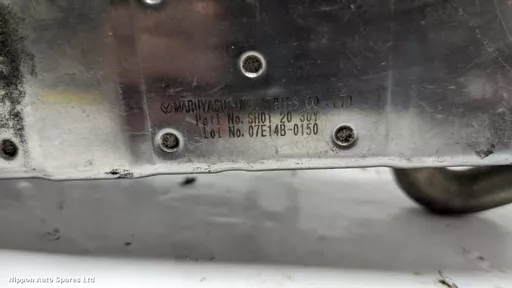 MARUYASU INDUSTRIES CO., LTD
Part No. SH01 20 30Y
Lot No. 07E14B-0150
Nippon Auto Spares Ltd